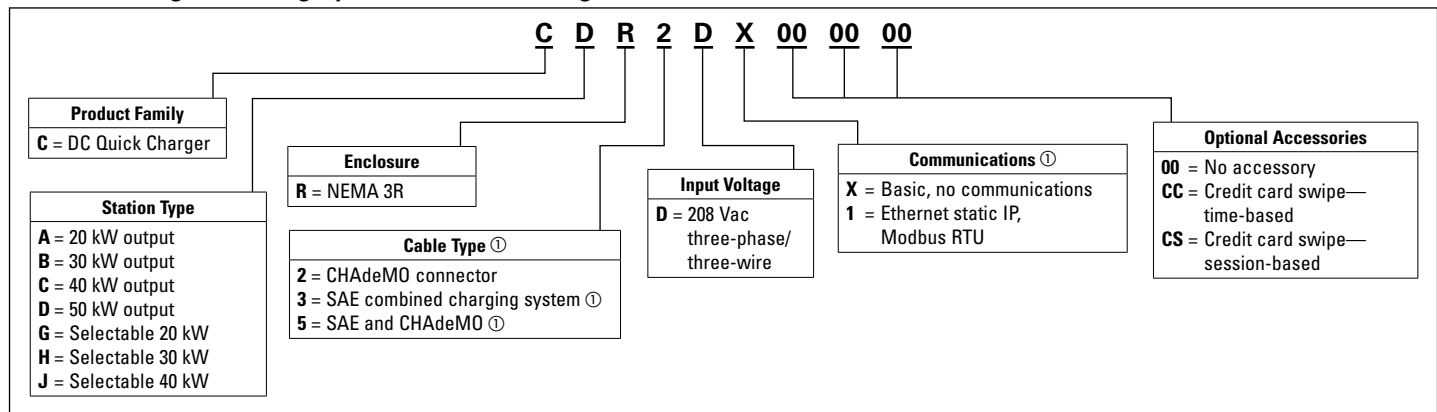 C D R 2 D X 00 00 00
Product Family
C = DC Quick Charger
Station Type
A = 20 kW output
B = 30 kW output
C = 40 kW output
D = 50 kW output
G = Selectable 20 kW
H = Selectable 30 kW
J = Selectable 40 kW
Enclosure
R = NEMA 3R
Cable Type ①
2 = CHAdeMO connector
3 = SAE combined charging system ①
5 = SAE and CHAdeMO ①
Input Voltage
D = 208 Vac
three-phase/
three-wire
Communications ①
X = Basic, no communications
1 = Ethernet static IP,
Modbus RTU
Optional Accessories
00 = No accessory
CC = Credit card swipe—
time-based
CS = Credit card swipe—
session-based